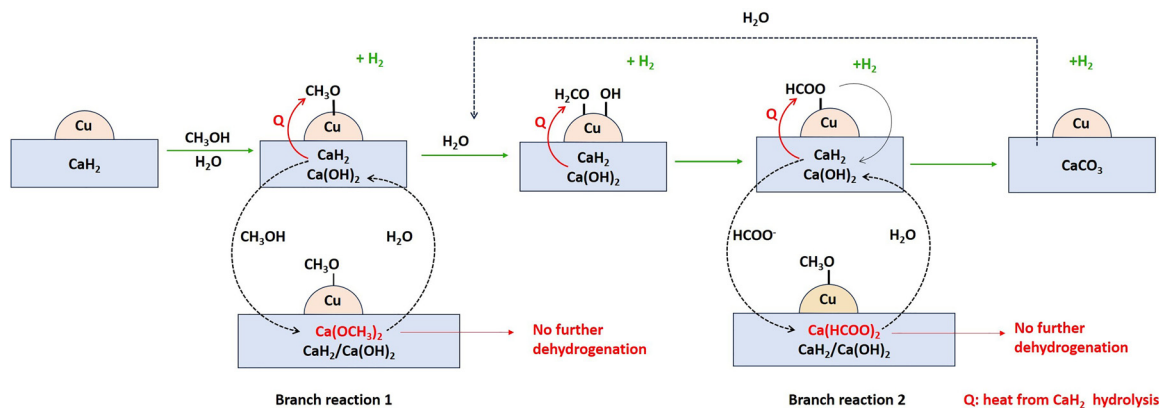 H2O
+ H2
+ H2
+H2
+H2
CH3O
H2CO OH
HCOO
Q
Q
Q
Cu
Cu
Cu
Cu
Cu
CH3OH
H2O
H2O
CaH2
CaH2
Ca(OH)2
CaH2
Ca(OH)2
CaH2
Ca(OH)2
CaCO3
CH3OH
H2O
HCOO-
H2O
CH3O
CH3O
Cu
Cu
Ca(OCH3)2
CaH2/Ca(OH)2
No further
dehydrogenation
Ca(HCOO)2
CaH2/Ca(OH)2
No further
dehydrogenation
Branch reaction 1
Branch reaction 2
Q: heat from CaH2 hydrolysis